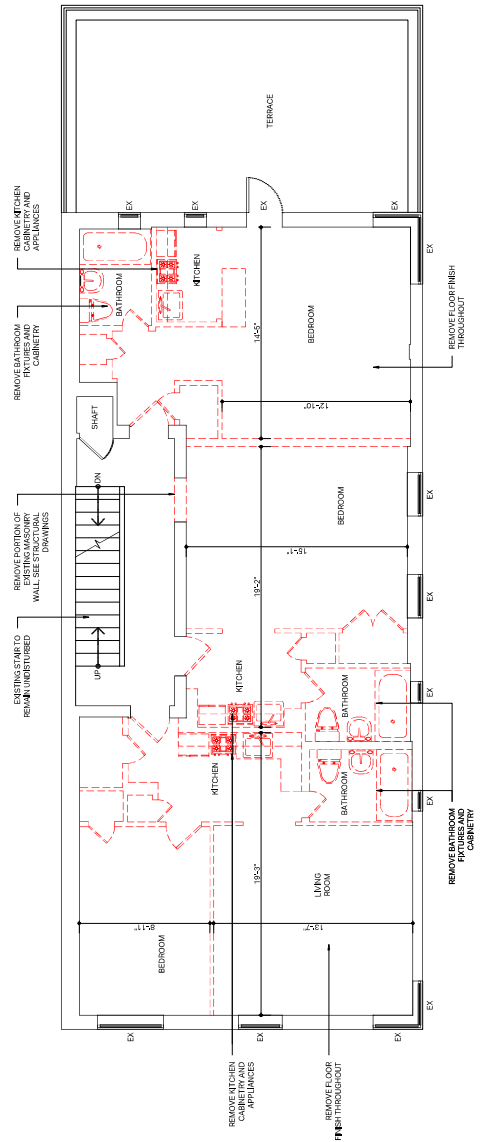 REMOVE KITCHEN
CABINETRY AND
APPLIANCES
REMOVE BATHROOM
FIXTURES AND
CABINETRY
REMOVE PORTION OF
EXISTING MASONRY
WALL. SEE STRUCTURAL
DRAWINGS
EXISTING STAIR TO
REMAIN UNDISTURBED
TERRACE
EX
EX
EX
EX
EX
BATHROOM
KITCHEN
14'-5"
BEDROOM
12'-10"
REMOVE FLOOR FINISH
THROUGHOUT
SHAFT
DN
UP
BEDROOM
15'-1"
19'-2"
EX
EX
KITCHEN
BATHROOM
EX
KITCHEN
BATHROOM
EX
REMOVE BATHROOM
FIXTURES AND
CABINETRY
19'-3"
LIVING
ROOM
8'-11"
13'-7"
BEDROOM
EX
EX
EX
EX
EX
REMOVE KITCHEN
CABINETRY AND
APPLIANCES
REMOVE FLOOR
FINISH THROUGHOUT